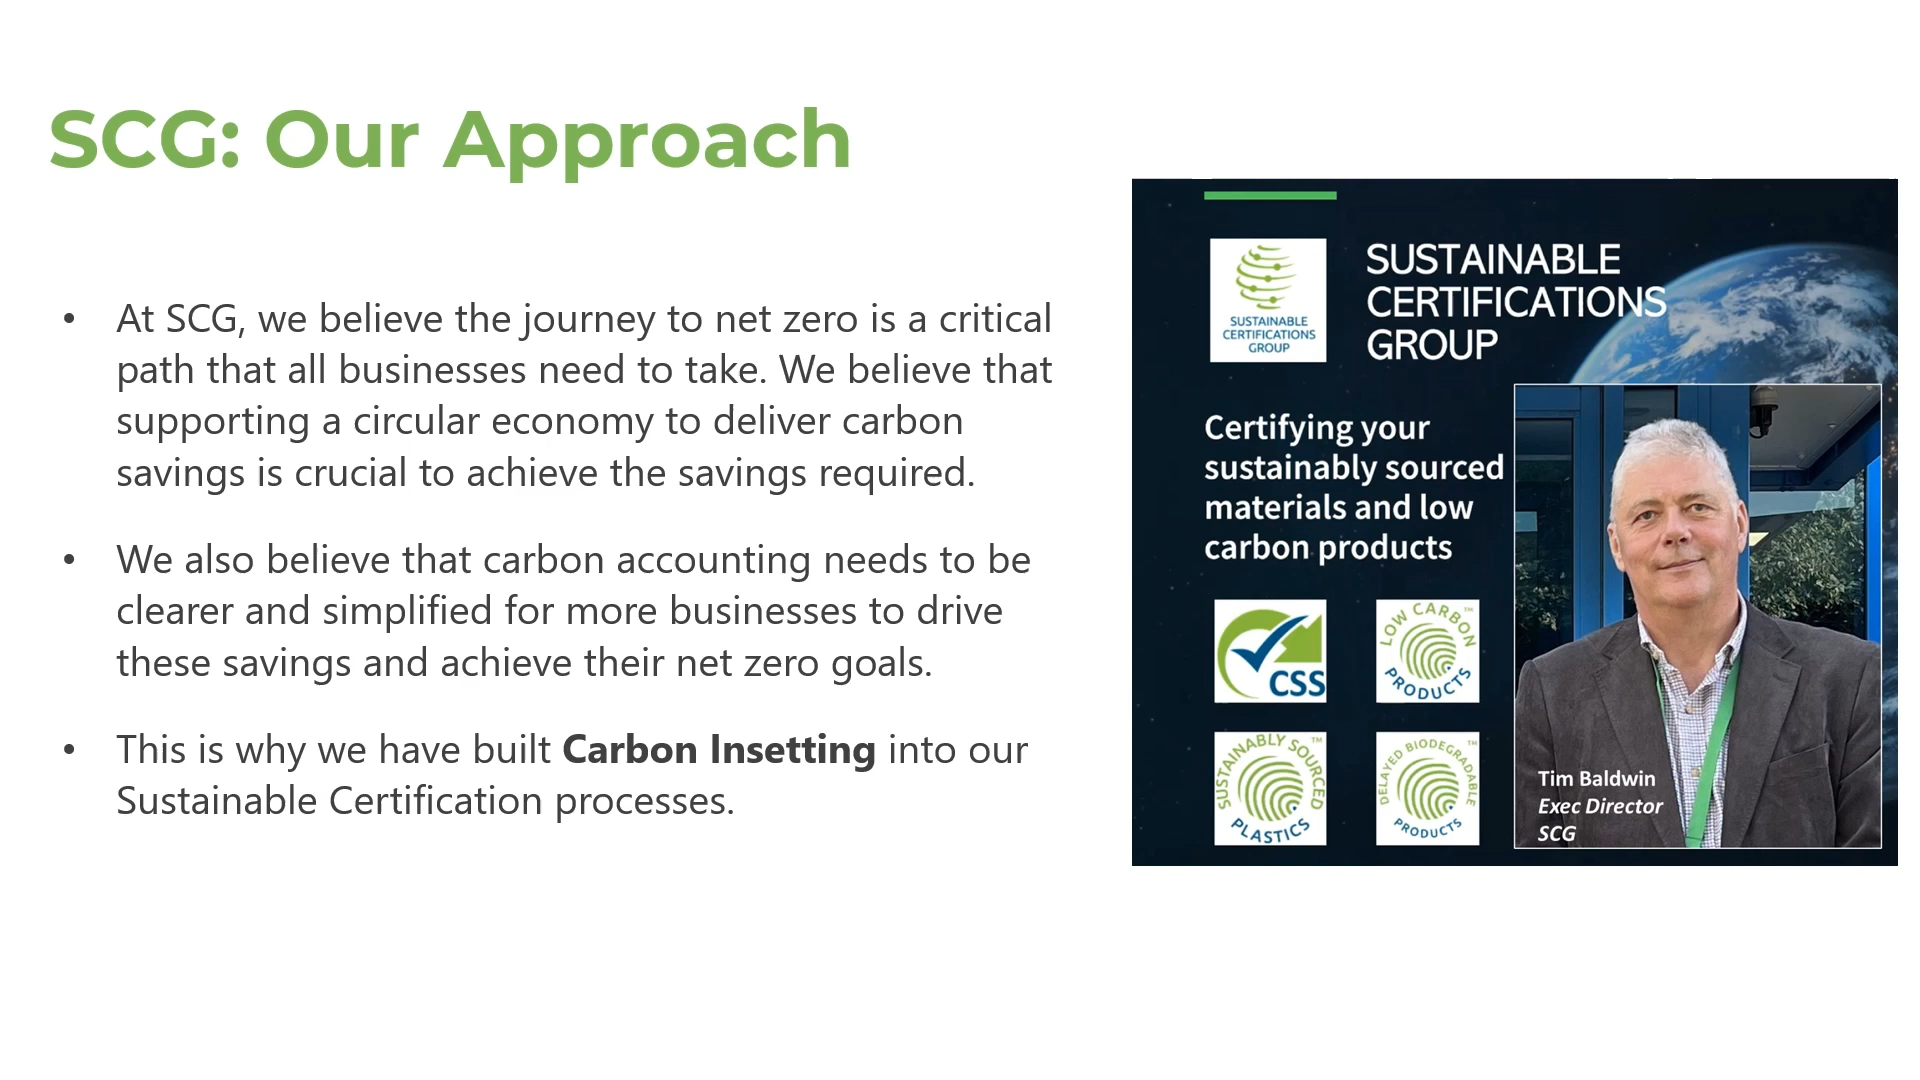 SCG: Our Approach
• At SCG, we believe the journey to net zero is a critical
path that all businesses need to take. We believe that
supporting a circular economy to deliver carbon
savings is crucial to achieve the savings required.
• We also believe that carbon accounting needs to be
clearer and simplified for more businesses to drive
these savings and achieve their net zero goals.
• This is why we have built Carbon Insetting into our
Sustainable Certification processes.
SUSTAINABLE
CERTIFICATIONS
GROUP
SUSTAINABLE
CERTIFICATIONS
GROUP
Certifying your
sustainably sourced
materials and low
carbon products
CSS
LOW CARBON™
PRODUCTS
SUSTAINABLY SOURCED™
PLASTICS
DELAYED BIODEGRADABLE™
PRODUCTS
Tim Baldwin
Exec Director
SCG